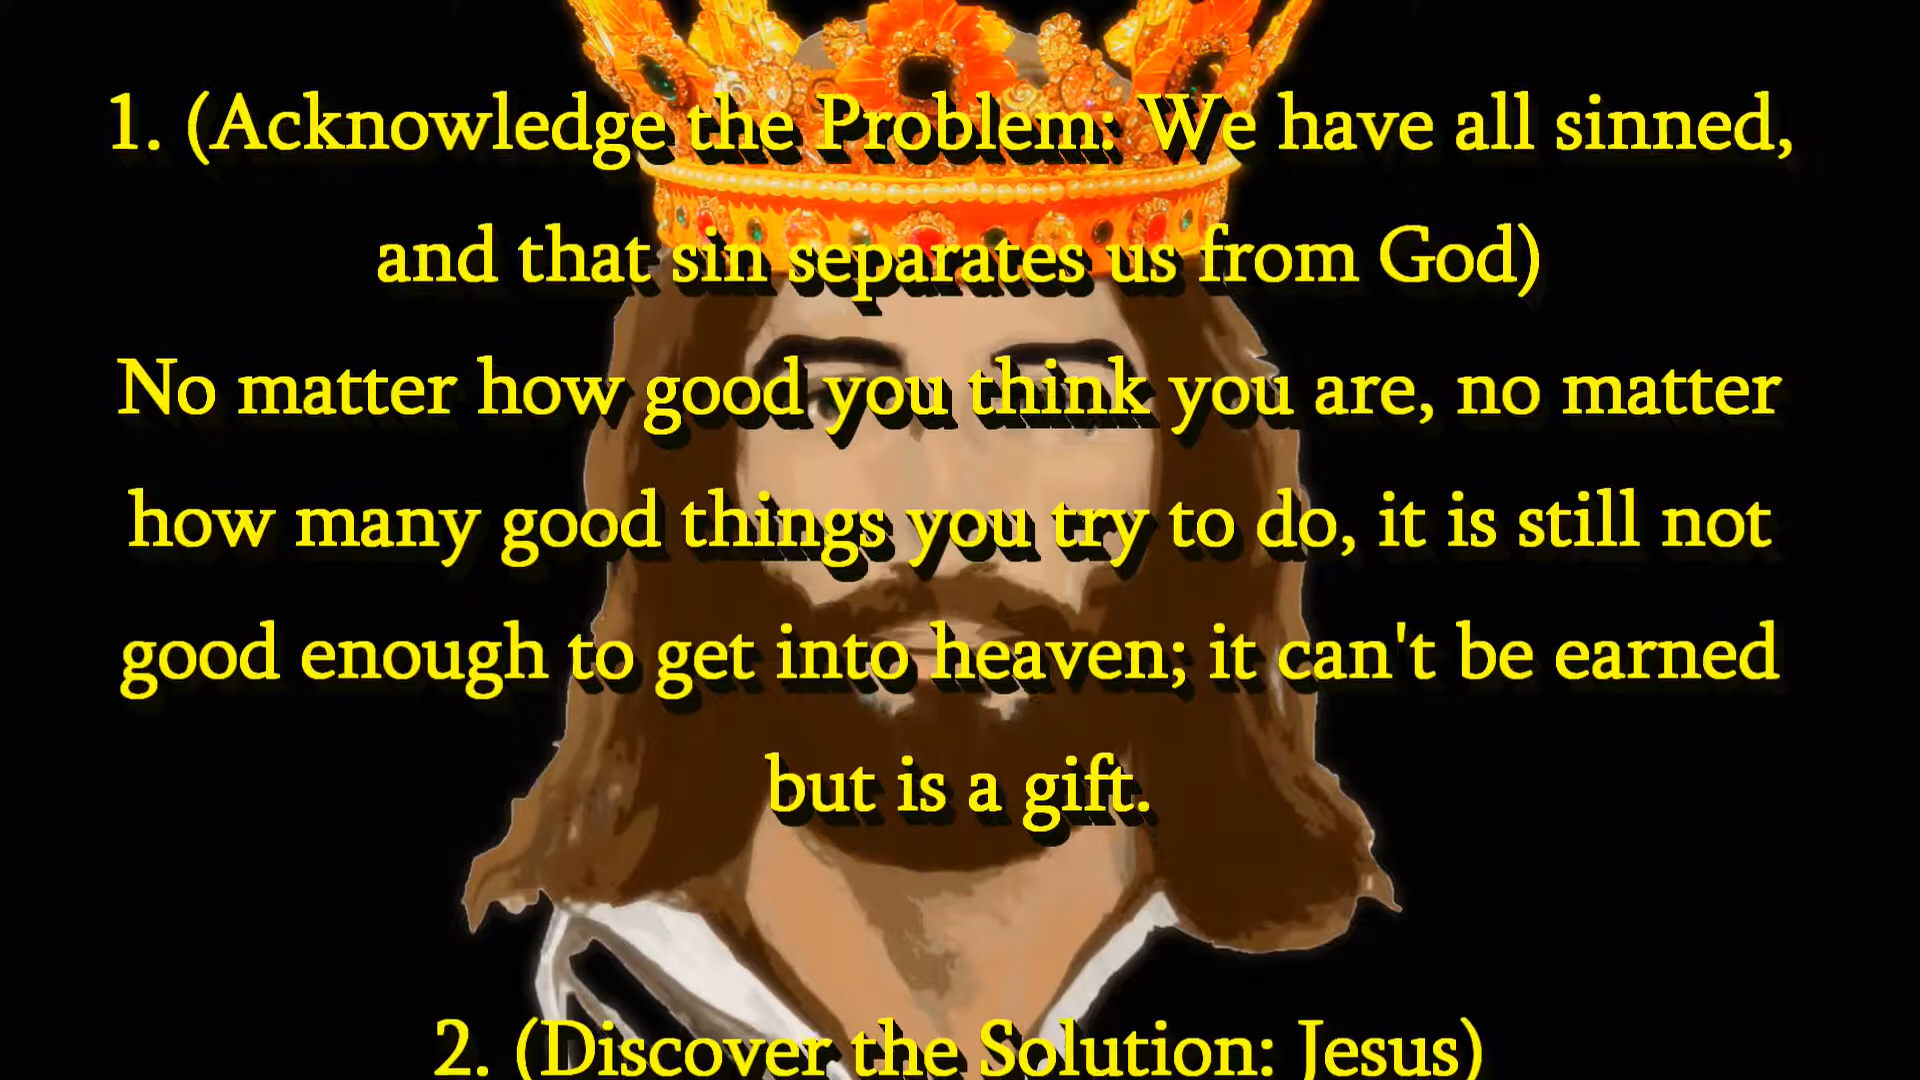 1. (Acknowledge the Problem: We have all sinned,
and that sin separates us from God)
No matter how good you think you are, no matter
how many good things you try to do, it is still not
good enough to get into heaven; it can't be earned
but is a gift.
2. (Discover the Solution: Jesus)